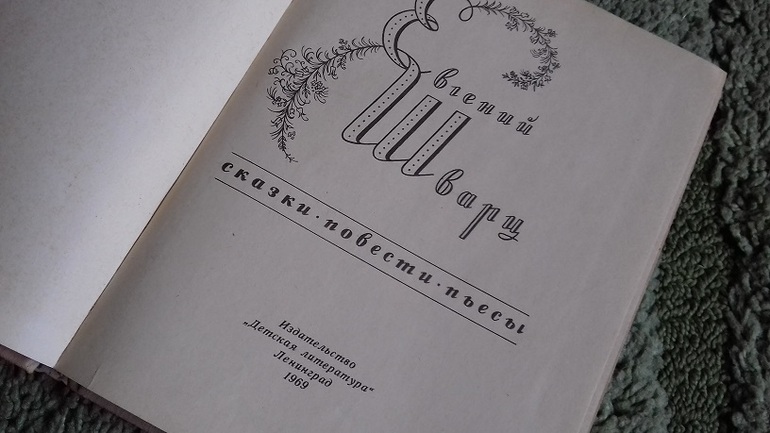 Евгений
Шварц
сказки · повести · пьесы
Издательство
„Детская литература“
Ленинград
1969